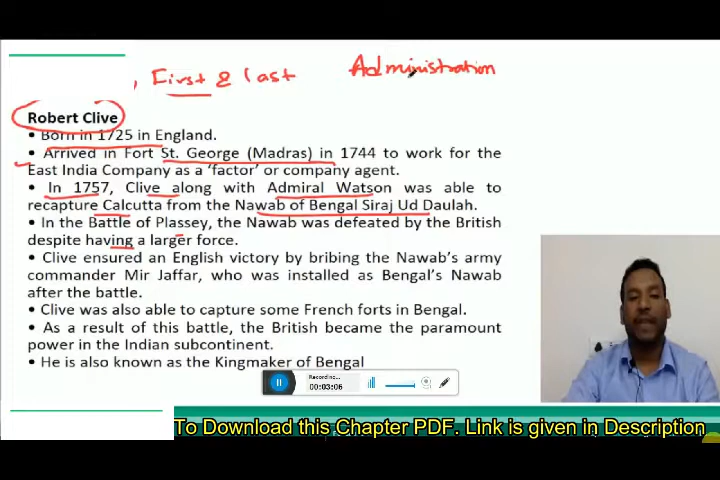 , First & last Administration
Robert Clive
• Born in 1725 in England.
• Arrived in Fort St. George (Madras) in 1744 to work for the
East India Company as a 'factor' or company agent.
• In 1757, Clive along with Admiral Watson was able to
recapture Calcutta from the Nawab of Bengal Siraj Ud Daulah.
• In the Battle of Plassey, the Nawab was defeated by the British
despite having a larger force.
• Clive ensured an English victory by bribing the Nawab's army
commander Mir Jaffar, who was installed as Bengal's Nawab
after the battle.
• Clive was also able to capture some French forts in Bengal.
• As a result of this battle, the British became the paramount
power in the Indian subcontinent.
• He is also known as the Kingmaker of Bengal
Recording...
00:03:06
To Download this Chapter PDF. Link is given in Description